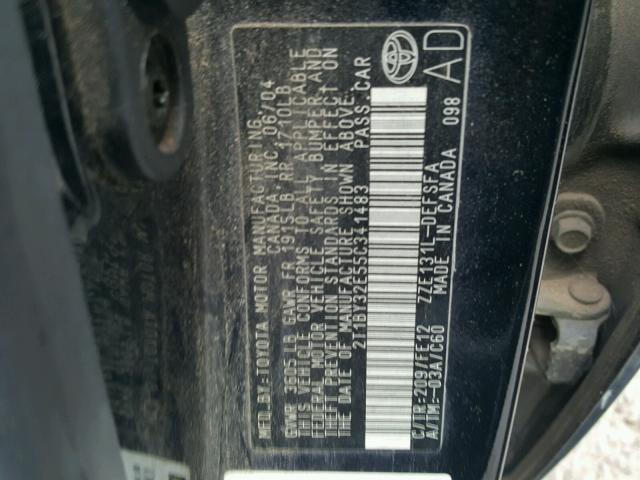 MFD.BY:TOYOTA MOTOR MANUFACTURING
CANADA, INC. 06/04
GVWR 3605LB GAWR FR 1915LB RR 1710LB
THIS VEHICLE CONFORMS TO ALL APPLICABLE
FEDERAL MOTOR VEHICLE SAFETY BUMPER, AND
THEFT PREVENTION STANDARDS IN EFFECT ON
THE DATE OF MANUFACTURE SHOWN ABOVE.
2T1BY32E55C341483 PASS.CAR
C/TR:209/FE12 ZZE131L-DEFSFA
A/TM:-03A/C60 MADE IN CANADA 098
AD